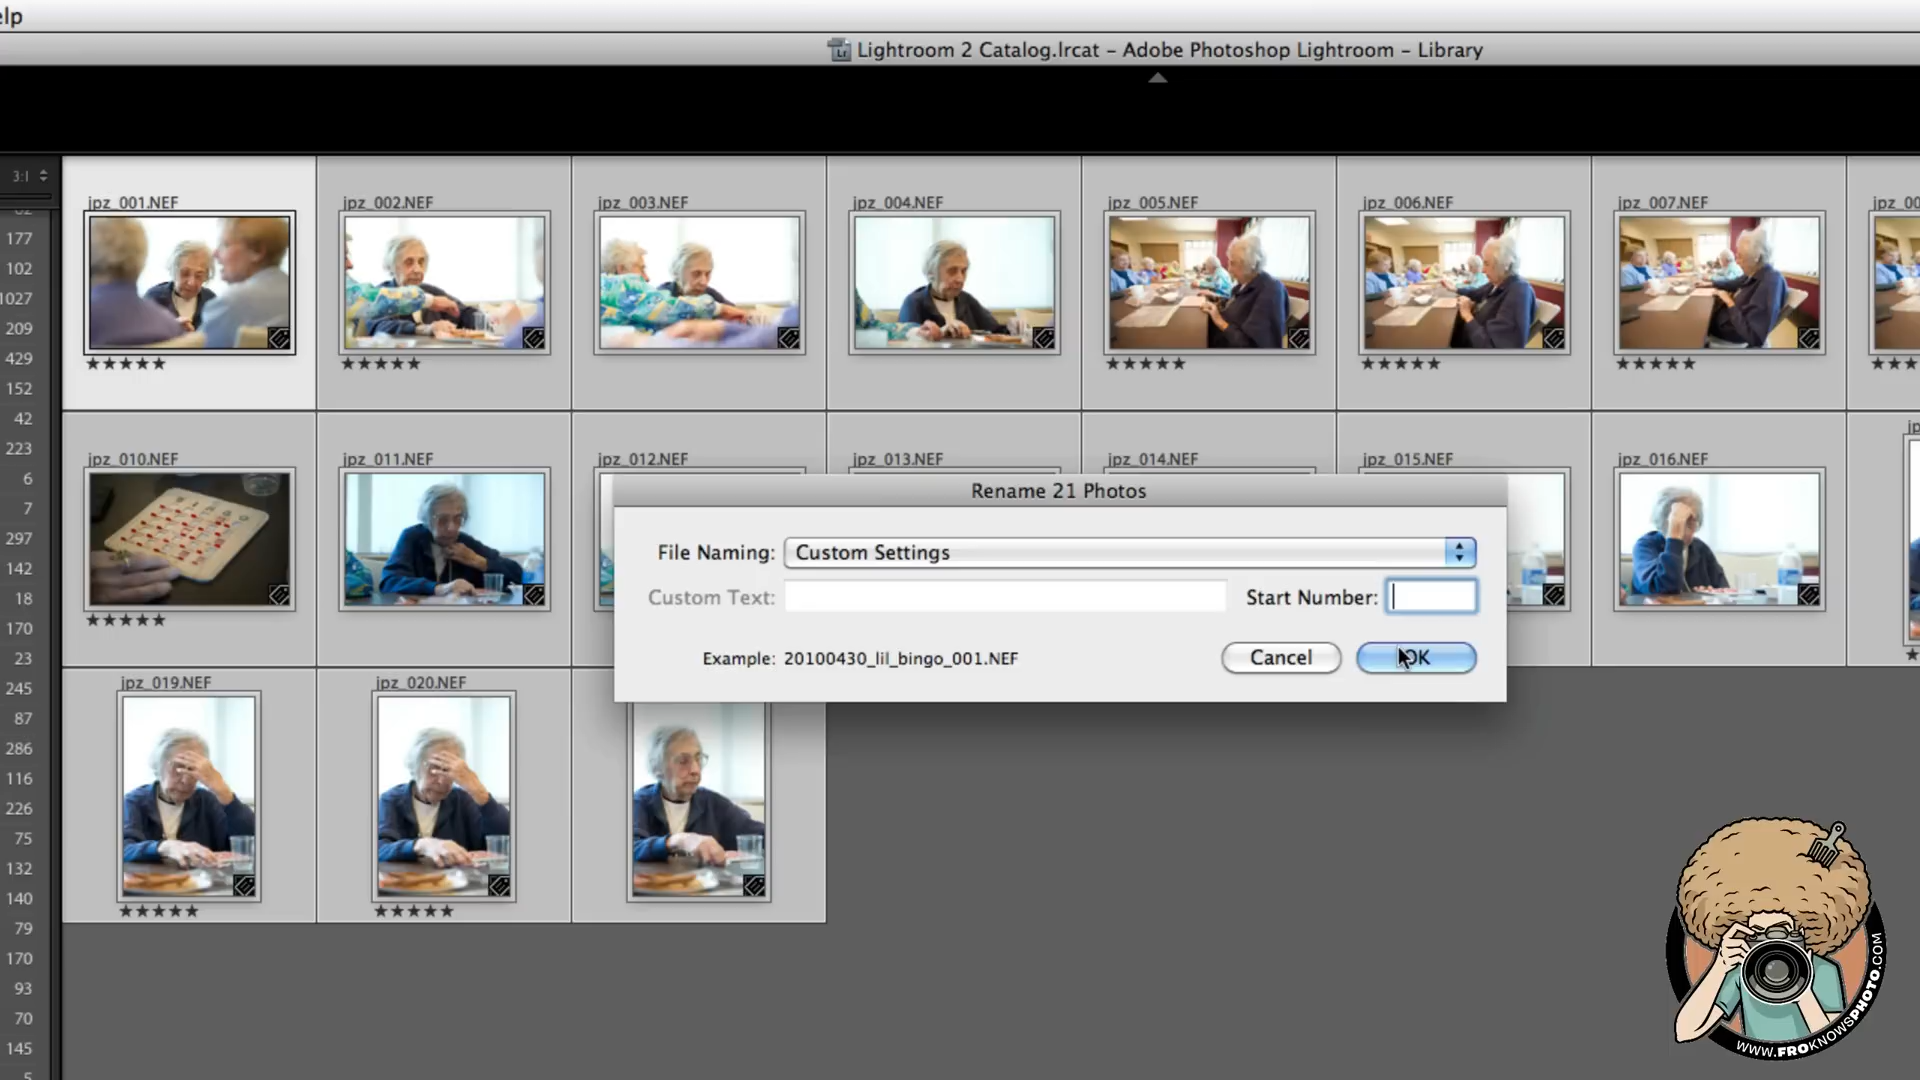 elp
Lightroom 2 Catalog.lrcat – Adobe Photoshop Lightroom – Library
3:1
177
102
1027
209
429
152
42
223
6
7
297
142
18
170
23
245
87
286
116
226
75
132
140
79
170
93
70
145
5
jpz_001.NEF
jpz_002.NEF
jpz_003.NEF
jpz_004.NEF
jpz_005.NEF
jpz_006.NEF
jpz_007.NEF
jpz_00
★★★★★
★★★★★
★★★★★
★★★★★
★★★★★
★★★
jpz_010.NEF
jpz_011.NEF
jpz_012.NEF
jpz_013.NEF
jpz_014.NEF
jpz_015.NEF
jpz_016.NEF
★★★★★
Rename 21 Photos
File Naming: Custom Settings
Custom Text:
Start Number:
Example: 20100430_lil_bingo_001.NEF
Cancel
OK
jpz_019.NEF
jpz_020.NEF
★★★★★
★★★★★
WWW.FROKNOWSPHOTO.COM